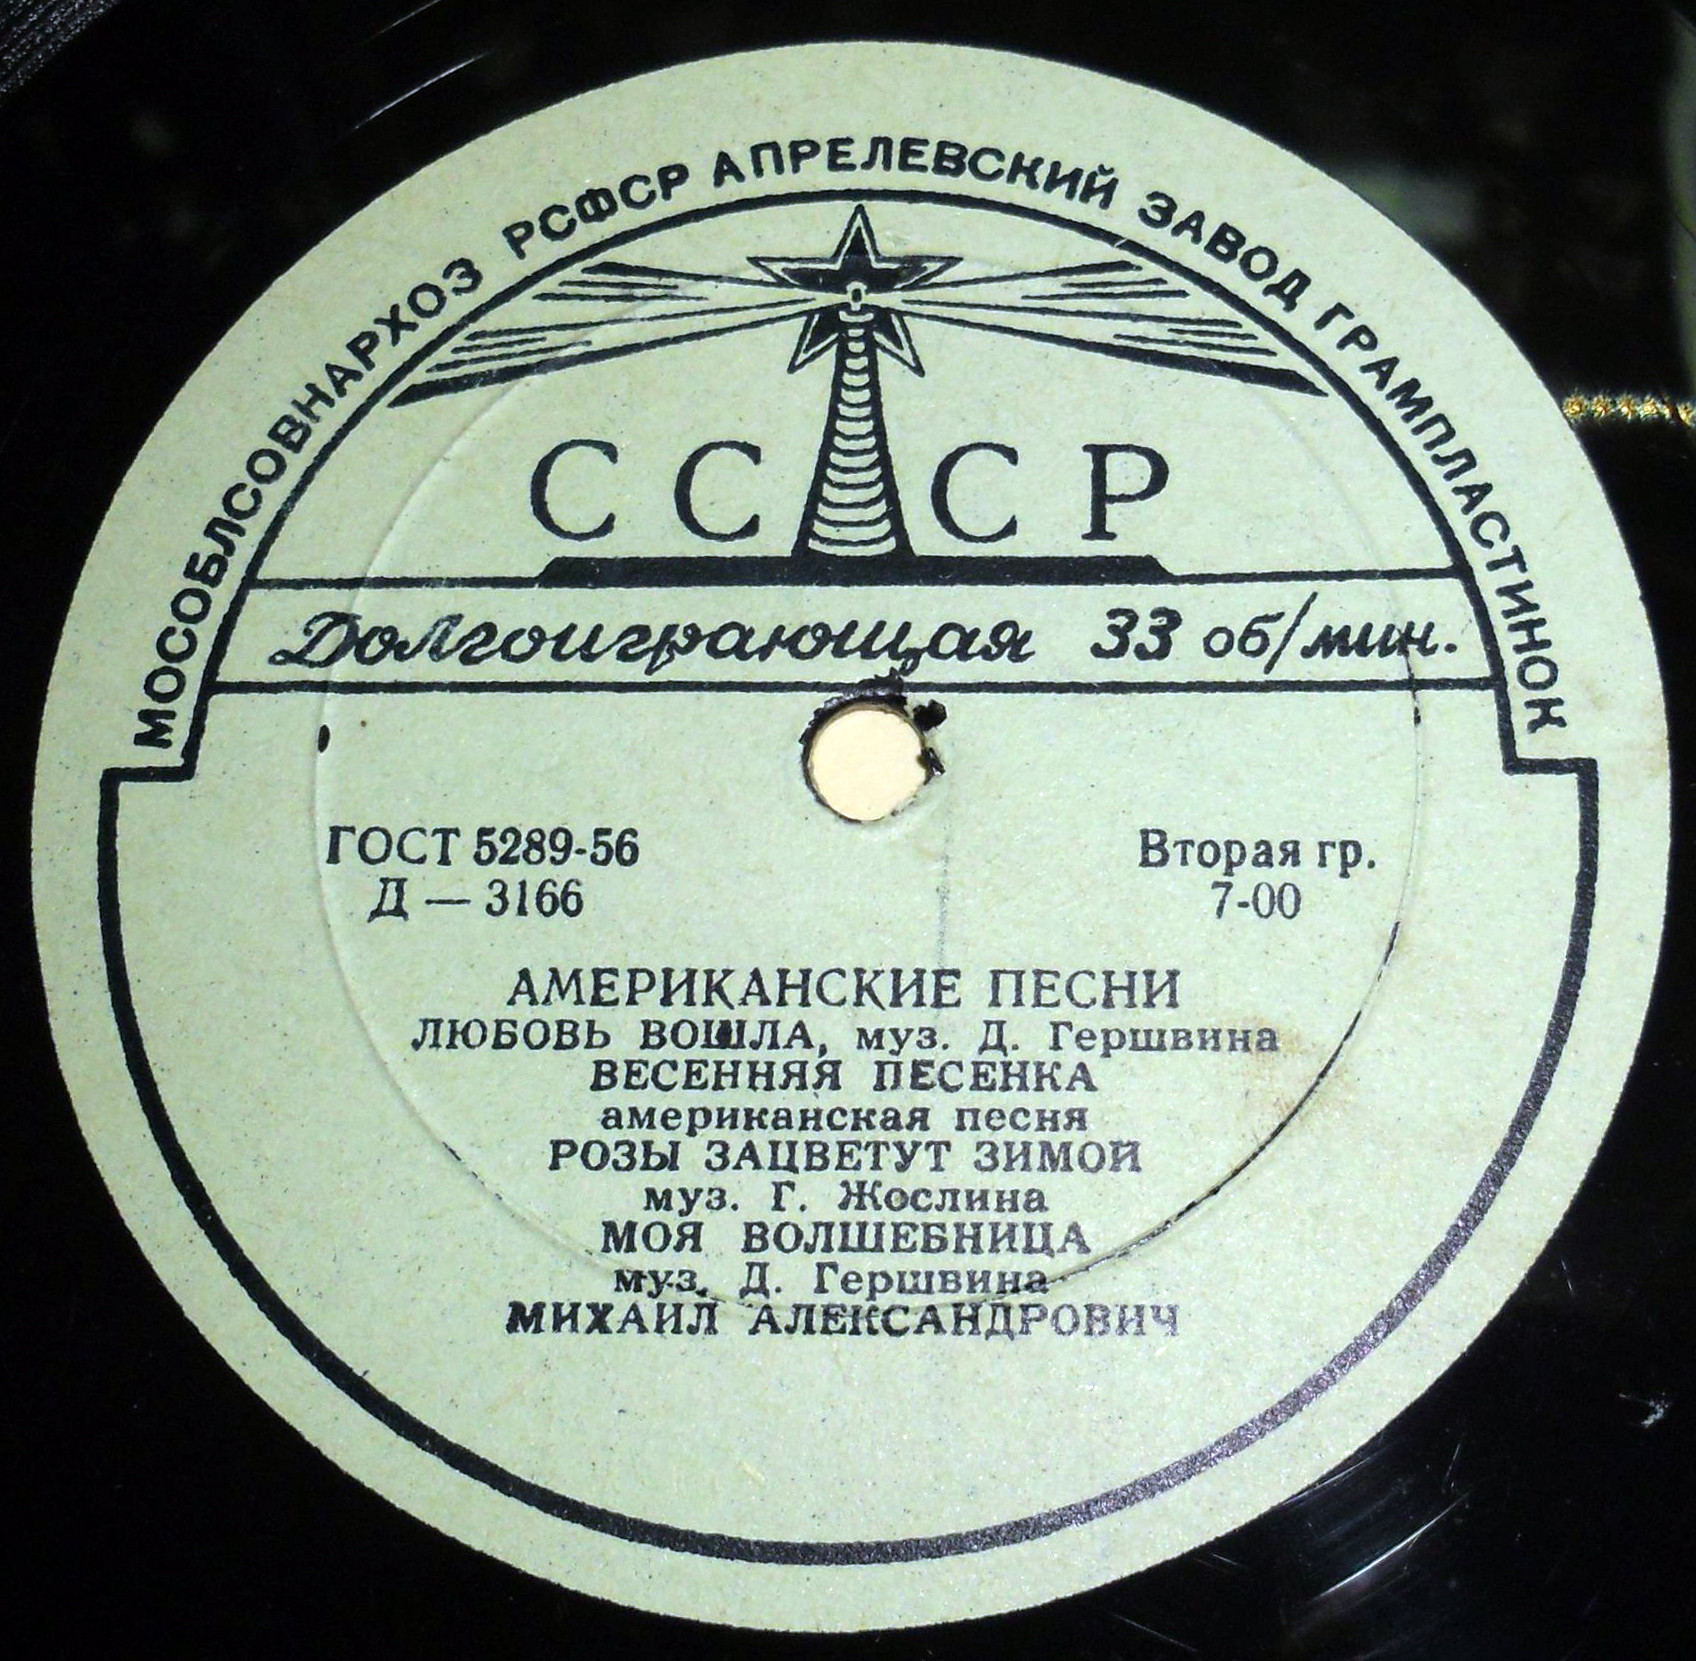 МОСОБЛСОВНАРХОЗ РСФСР АПРЕЛЕВСКИЙ ЗАВОД ГРАМПЛАСТИНОК
СССР
Долгоиграющая 33 об/мин.
ГОСТ 5289-56
Вторая гр.
Д — 3166
7-00
АМЕРИКАНСКИЕ ПЕСНИ
ЛЮБОВЬ ВОШЛА, муз. Д. Гершвина
ВЕСЕННЯЯ ПЕСЕНКА
американская песня
РОЗЫ ЗАЦВЕТУТ ЗИМОЙ
муз. Г. Жослина
МОЯ ВОЛШЕБНИЦА
муз. Д. Гершвина
МИХАИЛ АЛЕКСАНДРОВИЧ